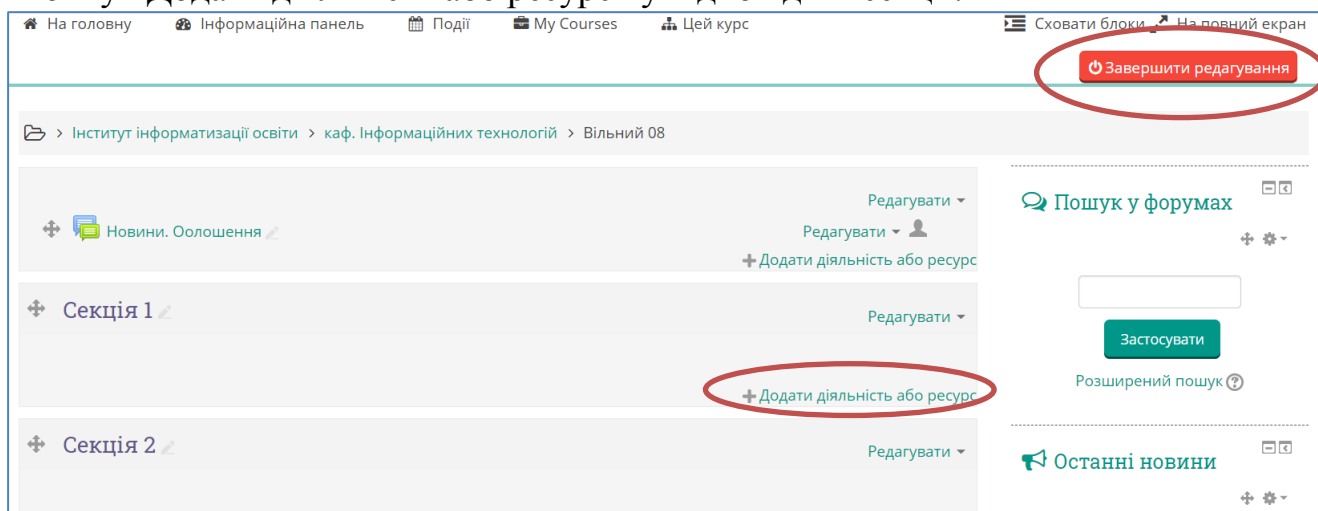 На головну Інформаційна панель Події My Courses Цей курс Сховати блоки На повний екран
Завершити редагування
> Інститут інформатизації освіти > каф. Інформаційних технологій > Вільний 08
Редагувати
Новини. Оолошення Редагувати
Додати діяльність або ресурс
Секція 1
Редагувати
Додати діяльність або ресурс
Секція 2
Редагувати
Пошук у форумах
Застосувати
Розширений пошук
Останні новини